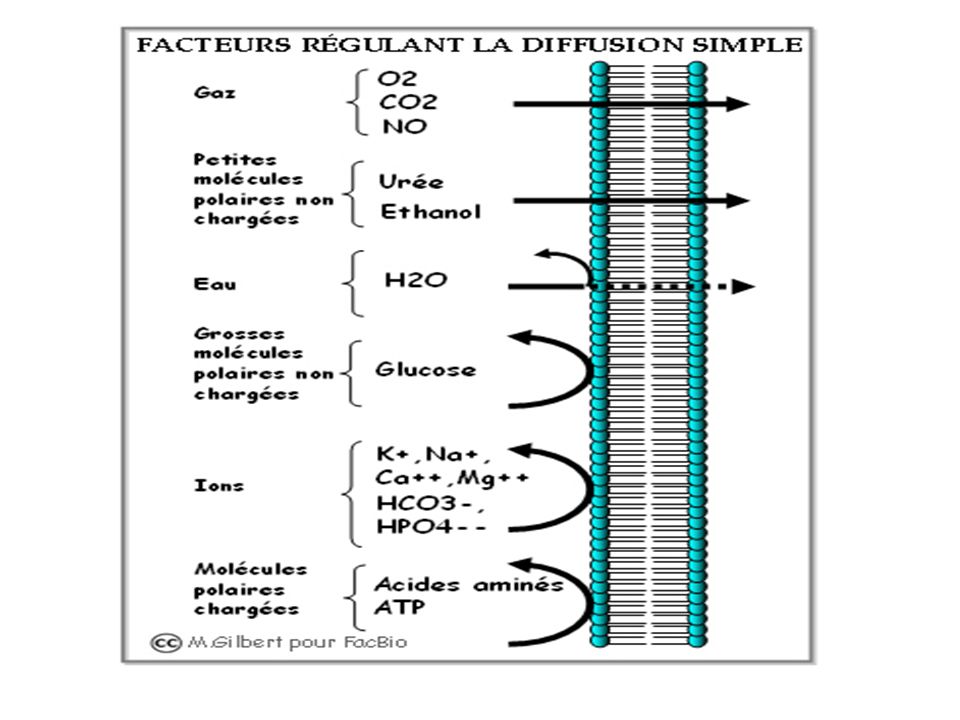 FACTEURS RÉGULANT LA DIFFUSION SIMPLE
Gaz
O2
CO2
NO
Petites
molécules
polaires non
chargées
Urée
Ethanol
Eau
H2O
Grosses
molécules
polaires non
chargées
Glucose
Ions
K+,Na+,
Ca++,Mg++
HCO3-,
HPO4--
Molécules
polaires
chargées
Acides aminés
ATP
cc M.Gilbert pour FacBio